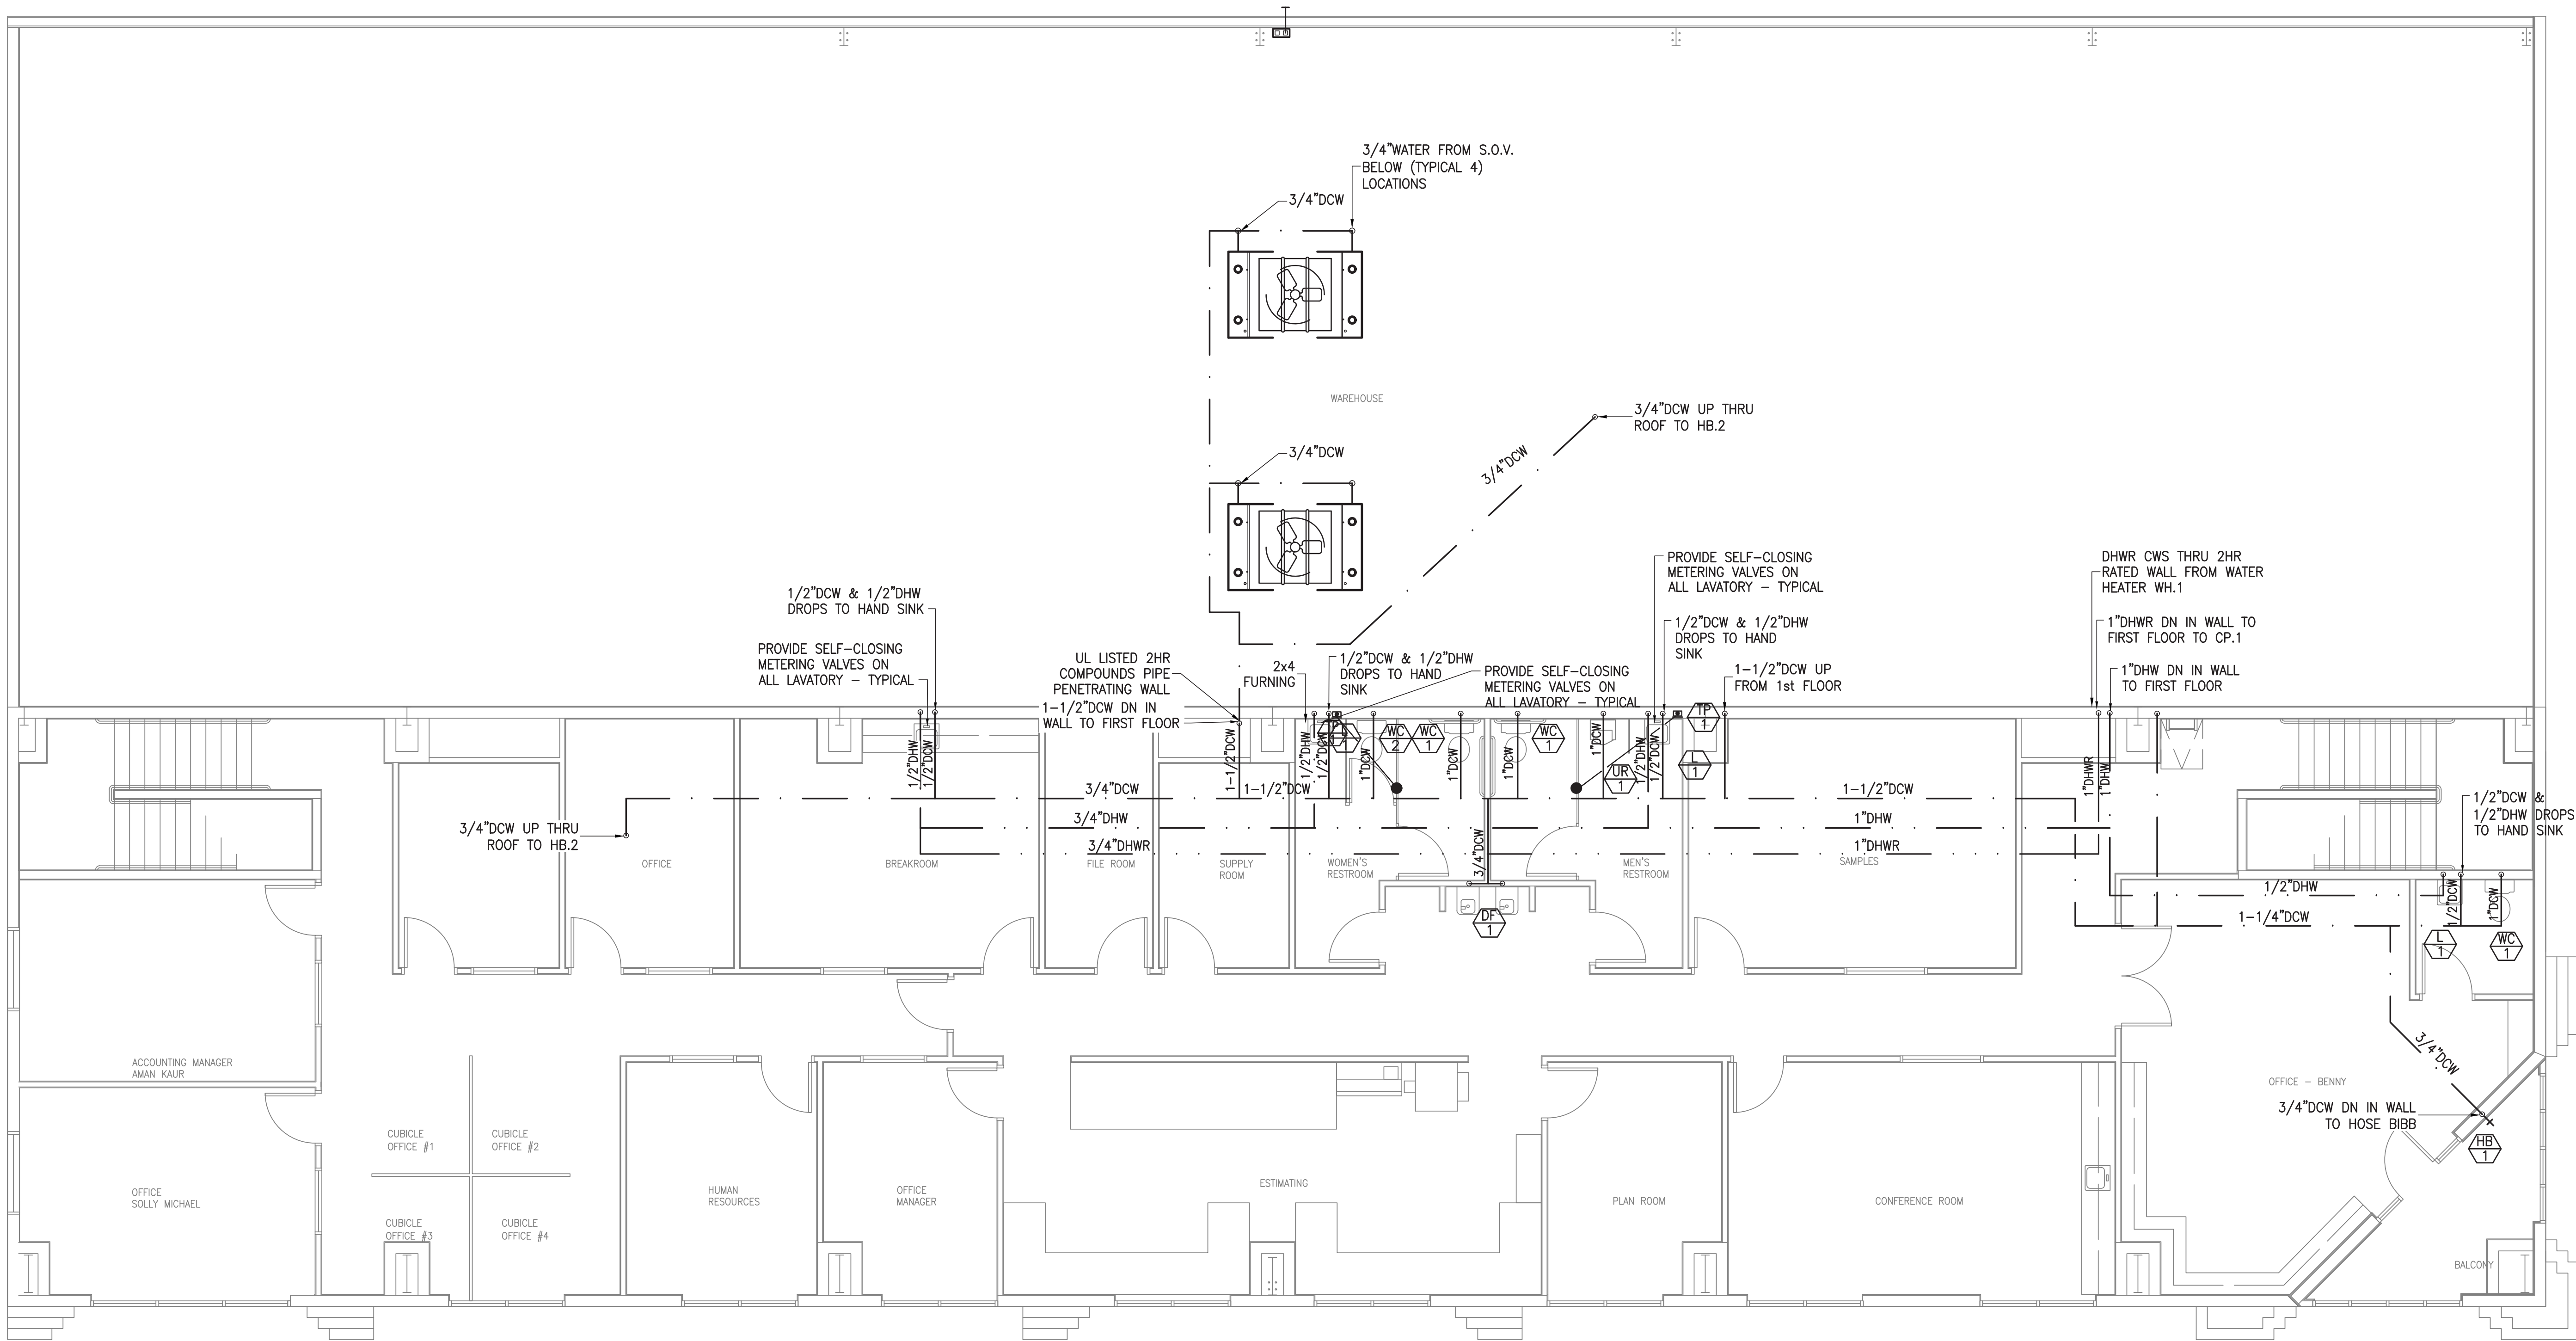 3/4"WATER FROM S.O.V.
BELOW (TYPICAL 4)
LOCATIONS
3/4"DCW
WAREHOUSE
3/4"DCW UP THRU
ROOF TO HB.2
3/4"DCW
3/4"DCW
PROVIDE SELF-CLOSING
METERING VALVES ON
ALL LAVATORY - TYPICAL
DHWR CWS THRU 2HR
RATED WALL FROM WATER
HEATER WH.1
1/2"DCW & 1/2"DHW
DROPS TO HAND SINK
1/2"DCW & 1/2"DHW
DROPS TO HAND
SINK
1"DHWR DN IN WALL TO
FIRST FLOOR TO CP.1
PROVIDE SELF-CLOSING
METERING VALVES ON
ALL LAVATORY - TYPICAL
UL LISTED 2HR
COMPOUNDS PIPE
PENETRATING WALL
2x4
FURNING
1/2"DCW & 1/2"DHW
DROPS TO HAND
SINK
PROVIDE SELF-CLOSING
METERING VALVES ON
ALL LAVATORY - TYPICAL
1-1/2"DCW UP
FROM 1st FLOOR
1"DHW DN IN WALL
TO FIRST FLOOR
1-1/2"DCW DN IN
WALL TO FIRST FLOOR
TP
1
1
WC
2
WC
1
WC
1
UR
1
L
1
1/2"DHW
1/2"DCW
1-1/2"DCW
1/2"DHW
1/2"DCW
1"DCW
1"DCW
1"DCW
1"DCW
1/2"DHW
1/2"DCW
1"DHWR
1"DHW
3/4"DCW
1-1/2"DCW
1-1/2"DCW
3/4"DHW
1"DHW
3/4"DHWR
1"DHWR
3/4"DCW
1/2"DCW &
1/2"DHW DROPS
TO HAND SINK
3/4"DCW UP THRU
ROOF TO HB.2
OFFICE
BREAKROOM
FILE ROOM
SUPPLY
ROOM
WOMEN'S
RESTROOM
MEN'S
RESTROOM
SAMPLES
DF
1
1/2"DHW
1-1/4"DCW
1/2"DCW
1"DCW
L
1
WC
1
3/4"DCW
ACCOUNTING MANAGER
AMAN KAUR
OFFICE - BENNY
3/4"DCW DN IN WALL
TO HOSE BIBB
HB
1
CUBICLE
OFFICE #1
CUBICLE
OFFICE #2
OFFICE
SOLLY MICHAEL
HUMAN
RESOURCES
OFFICE
MANAGER
ESTIMATING
PLAN ROOM
CONFERENCE ROOM
CUBICLE
OFFICE #3
CUBICLE
OFFICE #4
BALCONY